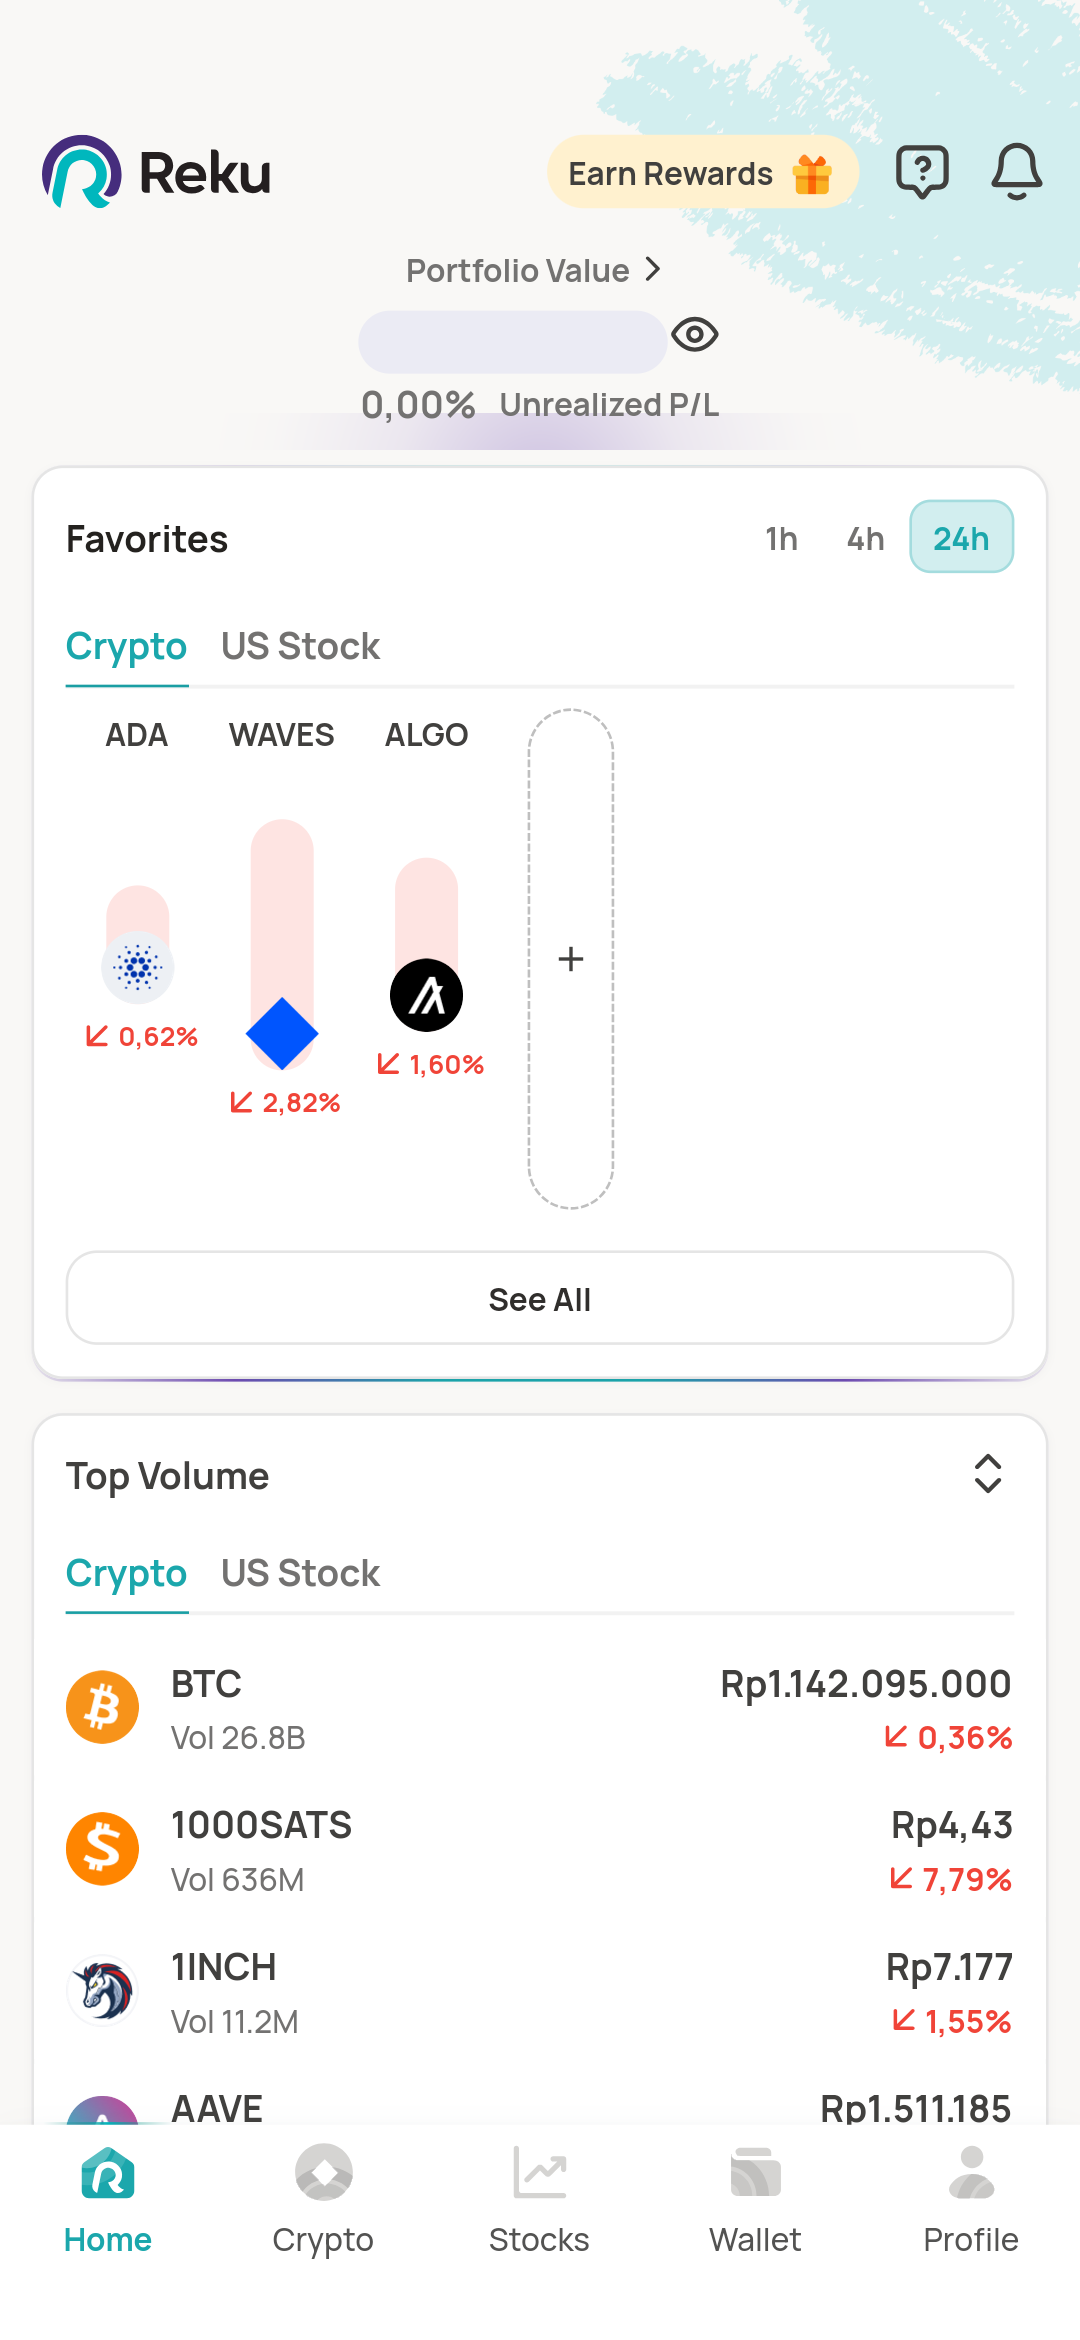 Reku
Earn Rewards
Portfolio Value
0,00% Unrealized P/L
Favorites
1h 4h 24h
Crypto US Stock
ADA WAVES ALGO
0,62%
2,82%
1,60%
See All
Top Volume
Crypto US Stock
BTC Rp1.142.095.000
Vol 26.8B 0,36%
1000SATS Rp4,43
Vol 636M 7,79%
1INCH Rp7.177
Vol 11.2M 1,55%
AAVE Rp1.511.185
Home Crypto Stocks Wallet Profile